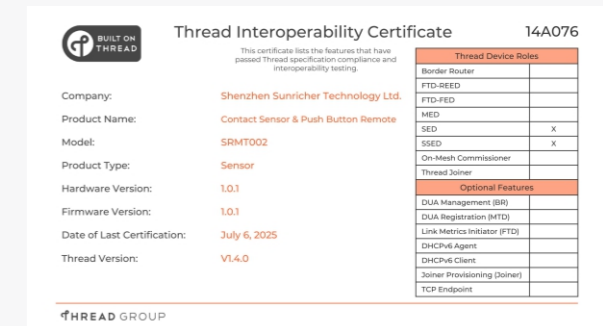 BUILT ON
THREAD
Thread Interoperability Certificate
14A076
This certificate lists the features that have
passed Thread specification compliance and
interoperability testing.
Company: Shenzhen Sunricher Technology Ltd.
Product Name: Contact Sensor & Push Button Remote
Model: SRMT002
Product Type: Sensor
Hardware Version: 1.0.1
Firmware Version: 1.0.1
Date of Last Certification: July 6, 2025
Thread Version: V1.4.0
Thread Device Roles
Border Router
FTD-REED
FTD-FED
MED
SED X
SSED X
On-Mesh Commissioner
Thread Joiner
Optional Features
DUA Management (BR)
DUA Registration (MTD)
Link Metrics Initiator (FTD)
DHCPv6 Agent
DHCPv6 Client
Joiner Provisioning (Joiner)
TCP Endpoint
THREAD GROUP